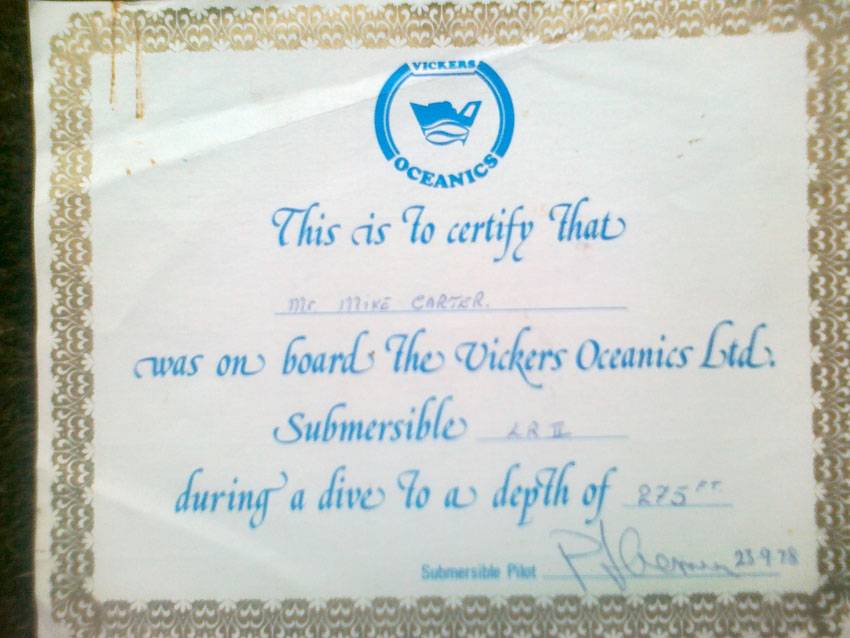 VICKERS
OCEANICS
This is to certify that
Mr MIKE CARTER.
was on board the Vickers Oceanics Ltd.
Submersible LR II
during a dive to a depth of 275 FT
Submersible Pilot 23.9.78